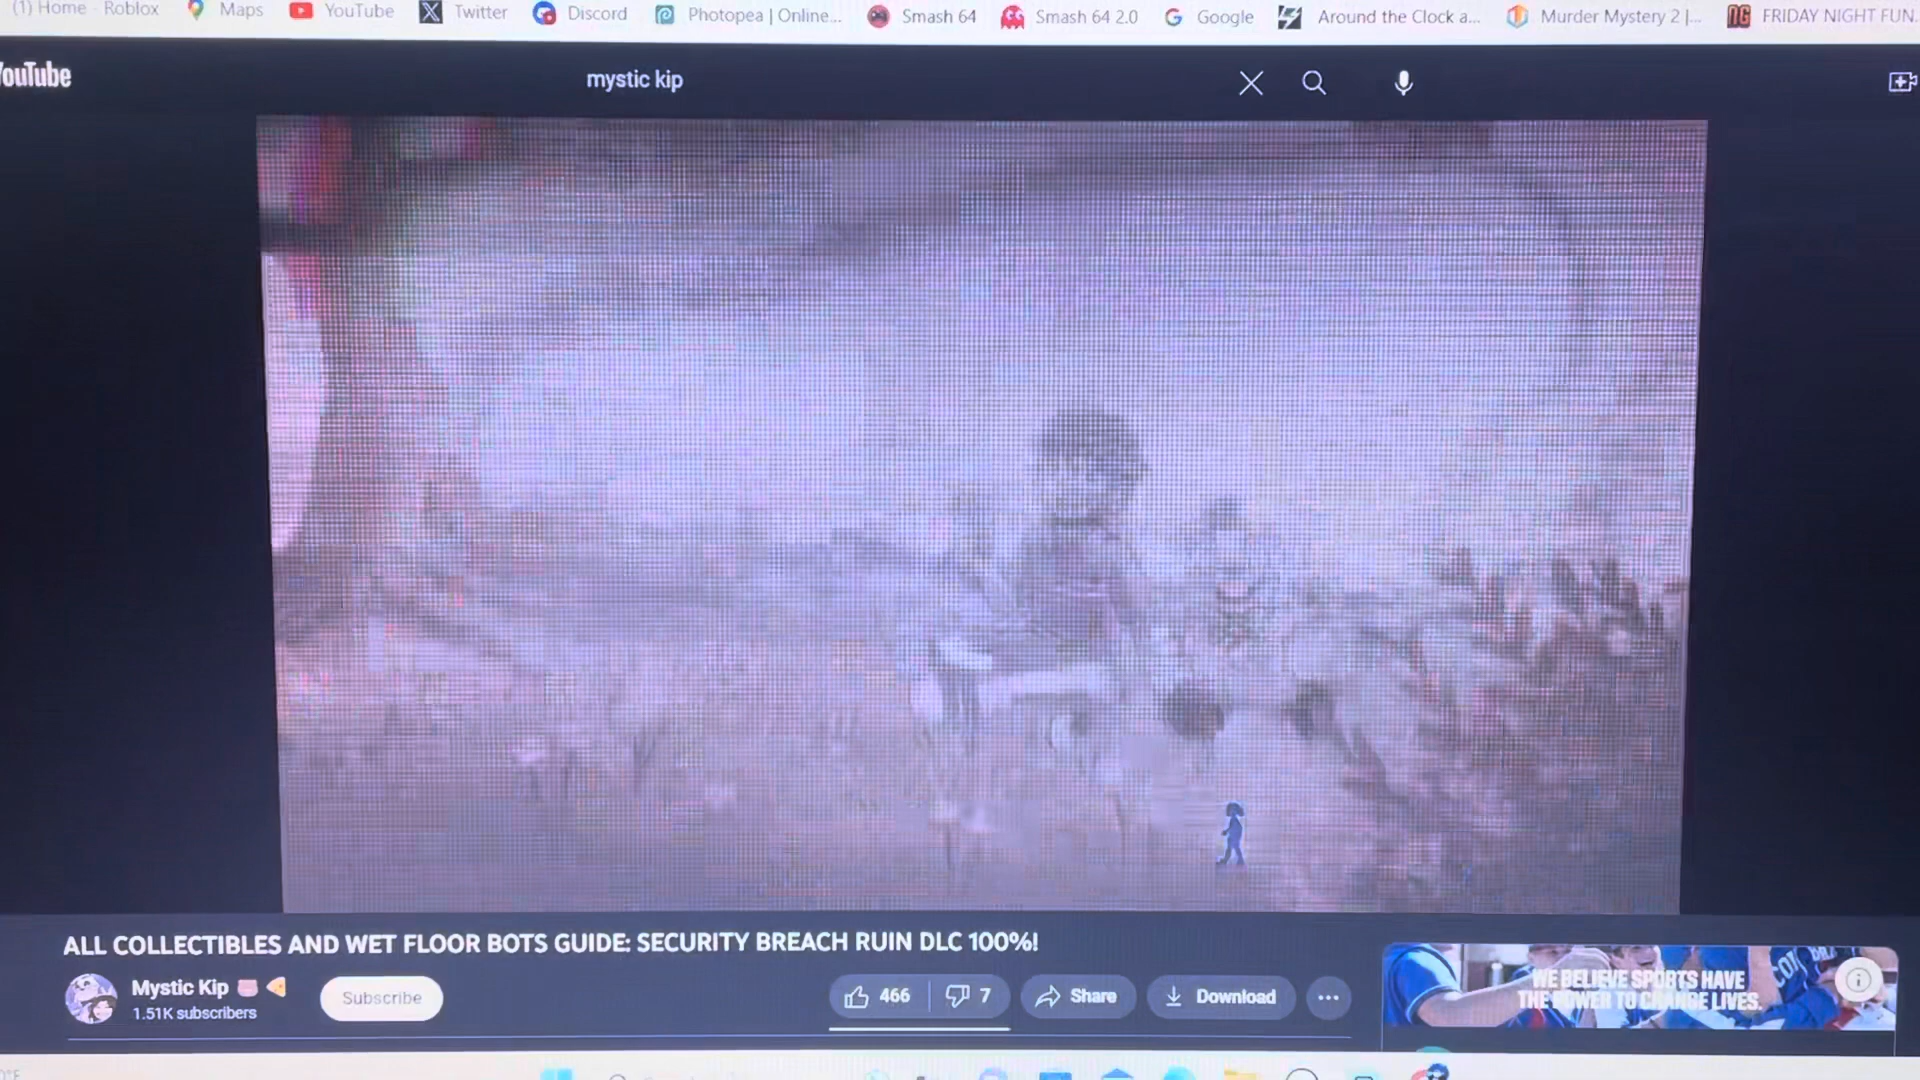 (1) Home - Roblox
Maps
YouTube
Twitter
Discord
Photopea | Online...
Smash 64
Smash 64 2.0
Google
Around the Clock a...
Murder Mystery 2 |...
FRIDAY NIGHT FUN.
YouTube
mystic kip
ALL COLLECTIBLES AND WET FLOOR BOTS GUIDE: SECURITY BREACH RUIN DLC 100%!
Mystic Kip
1.51K subscribers
Subscribe
466
7
Share
Download
WE BELIEVE SPORTS HAVE
THE POWER TO CHANGE LIVES.